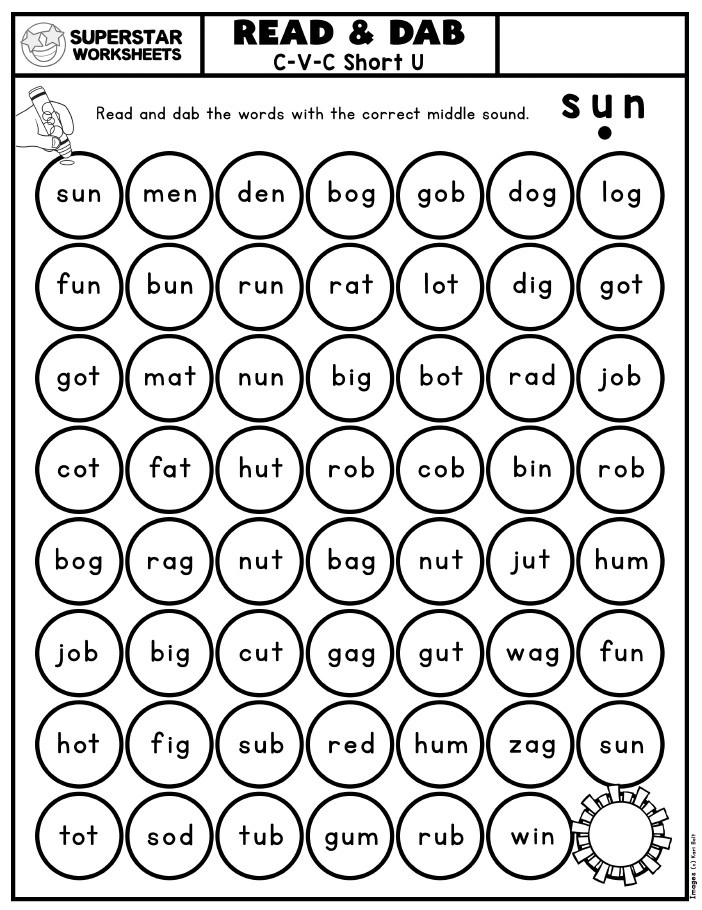 SUPERSTAR
WORKSHEETS
READ & DAB
C-V-C Short U
Read and dab the words with the correct middle sound.
sun
sun men den bog gob dog log
fun bun run rat lot dig got
got mat nun big bot rad job
cot fat hut rob cob bin rob
bog rag nut bag nut jut hum
job big cut gag gut wag fun
hot fig sub red hum zag sun
tot sod tub gum rub win
Images (c) Kari Bolt